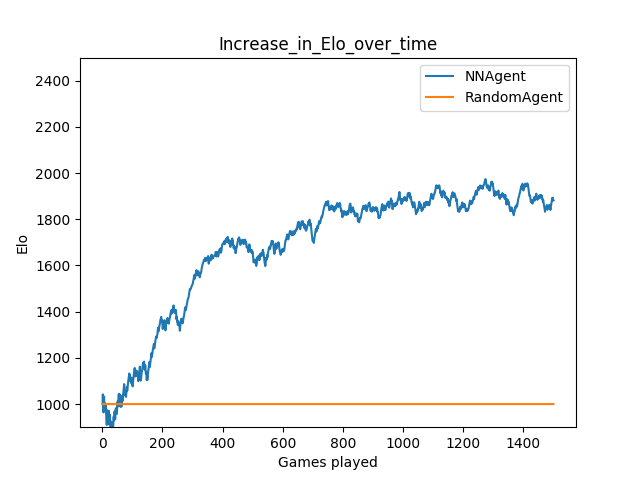 Increase_in_Elo_over_time
NNAgent
RandomAgent
Elo
2400
2200
2000
1800
1600
1400
1200
1000
0 200 400 600 800 1000 1200 1400
Games played